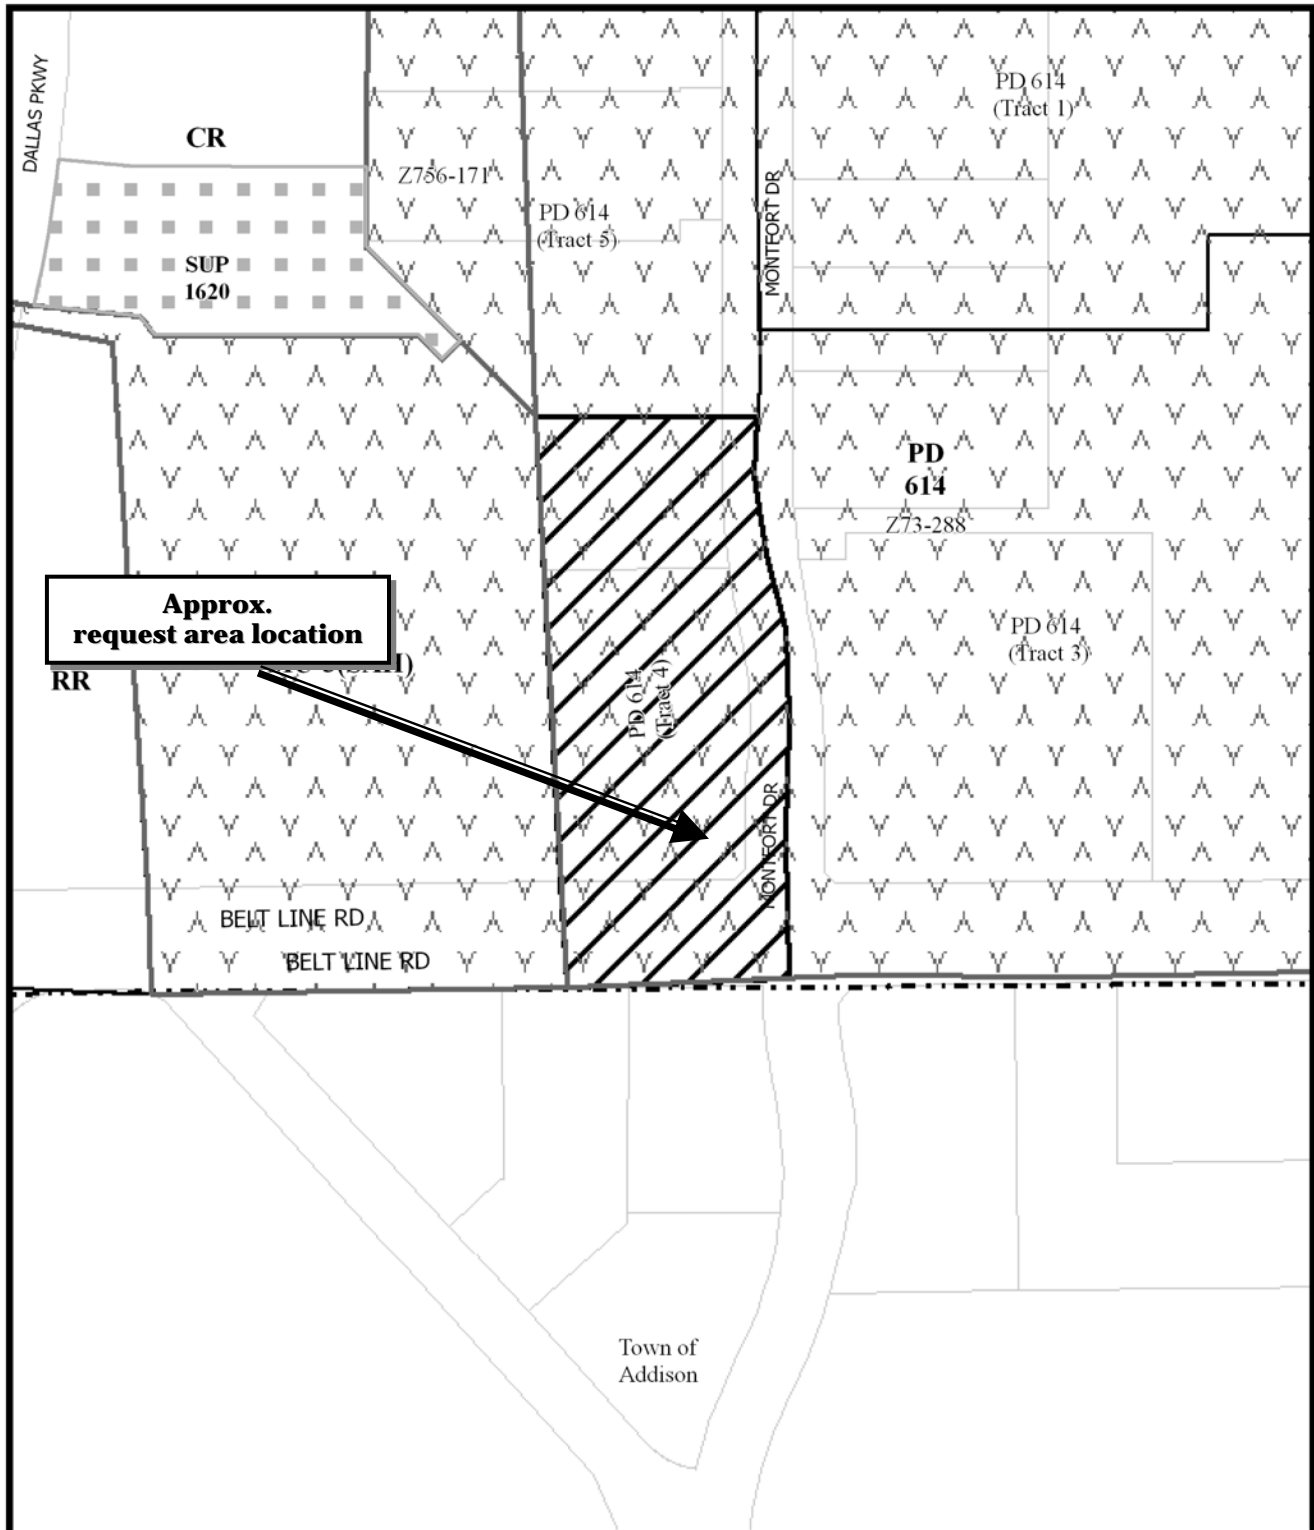 DALLAS PKWY
CR
PD 614
(Tract 1)
Z756-171
PD 614
(Tract 5)
MONTFORT DR
SUP
1620
PD
614
Z73-288
Approx.
request area location
RR
PD 614
(Tract 4)
PD 614
(Tract 3)
MONTFORT DR
BELT LINE RD
BELT LINE RD
Town of
Addison